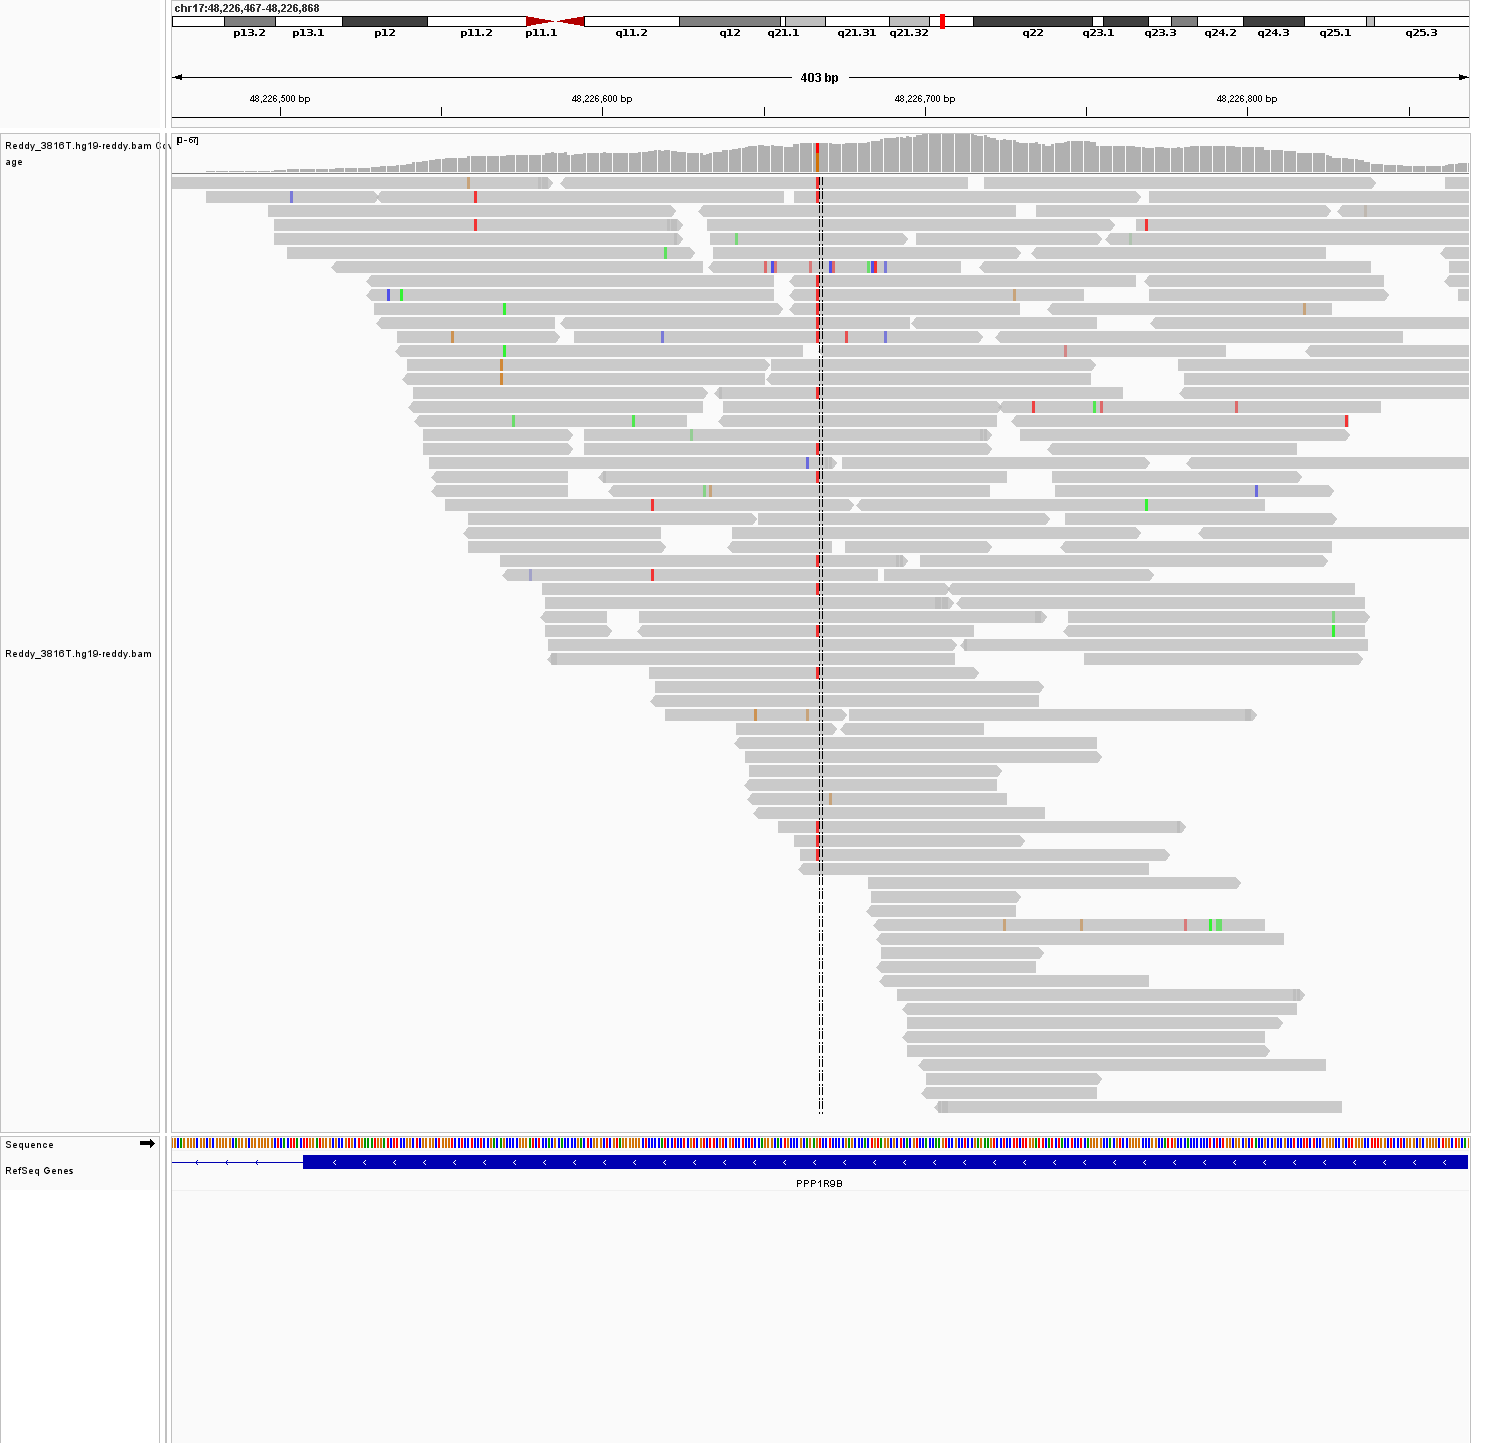 chr17:48,226,467-48,226,868
p13.2 p13.1 p12 p11.2 p11.1 q11.2 q12 q21.1 q21.31 q21.32 q22 q23.1 q23.3 q24.2 q24.3 q25.1 q25.3
403 bp
48,226,500 bp 48,226,600 bp 48,226,700 bp 48,226,800 bp
[0-67]
Reddy_3816T.hg19-reddy.bam Cov
age
Reddy_3816T.hg19-reddy.bam
Sequence
RefSeq Genes
PPP1R9B